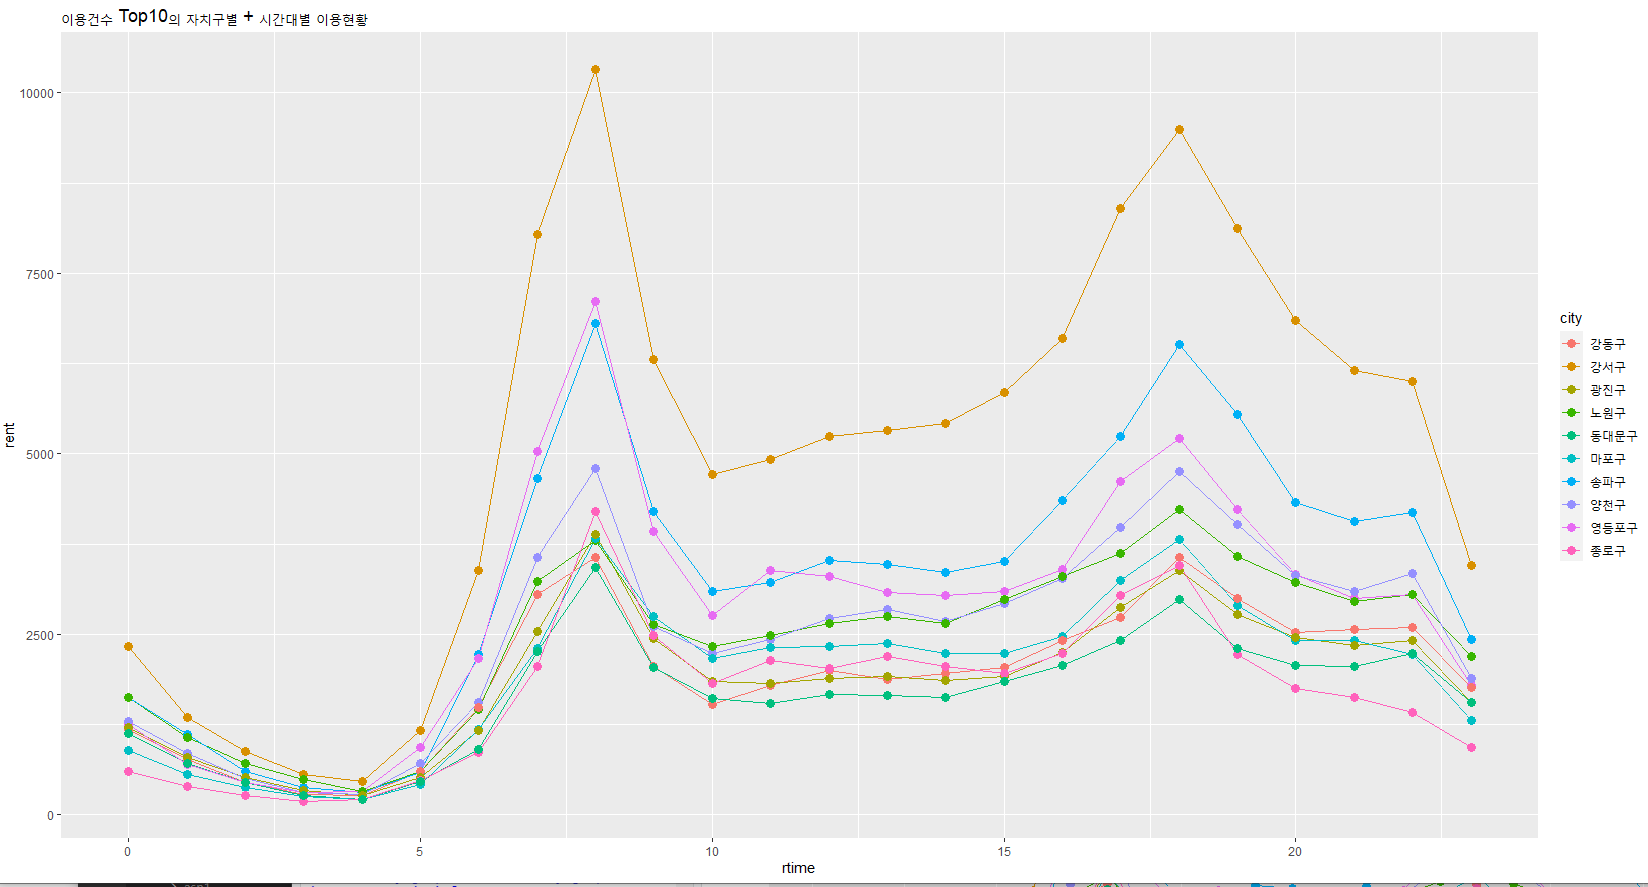 이용건수 Top10의 자치구별 + 시간대별 이용현황
10000
7500
5000
2500
0
rent
0 5 10 15 20
rtime
city
강동구
강서구
광진구
노원구
동대문구
마포구
송파구
양천구
영등포구
종로구